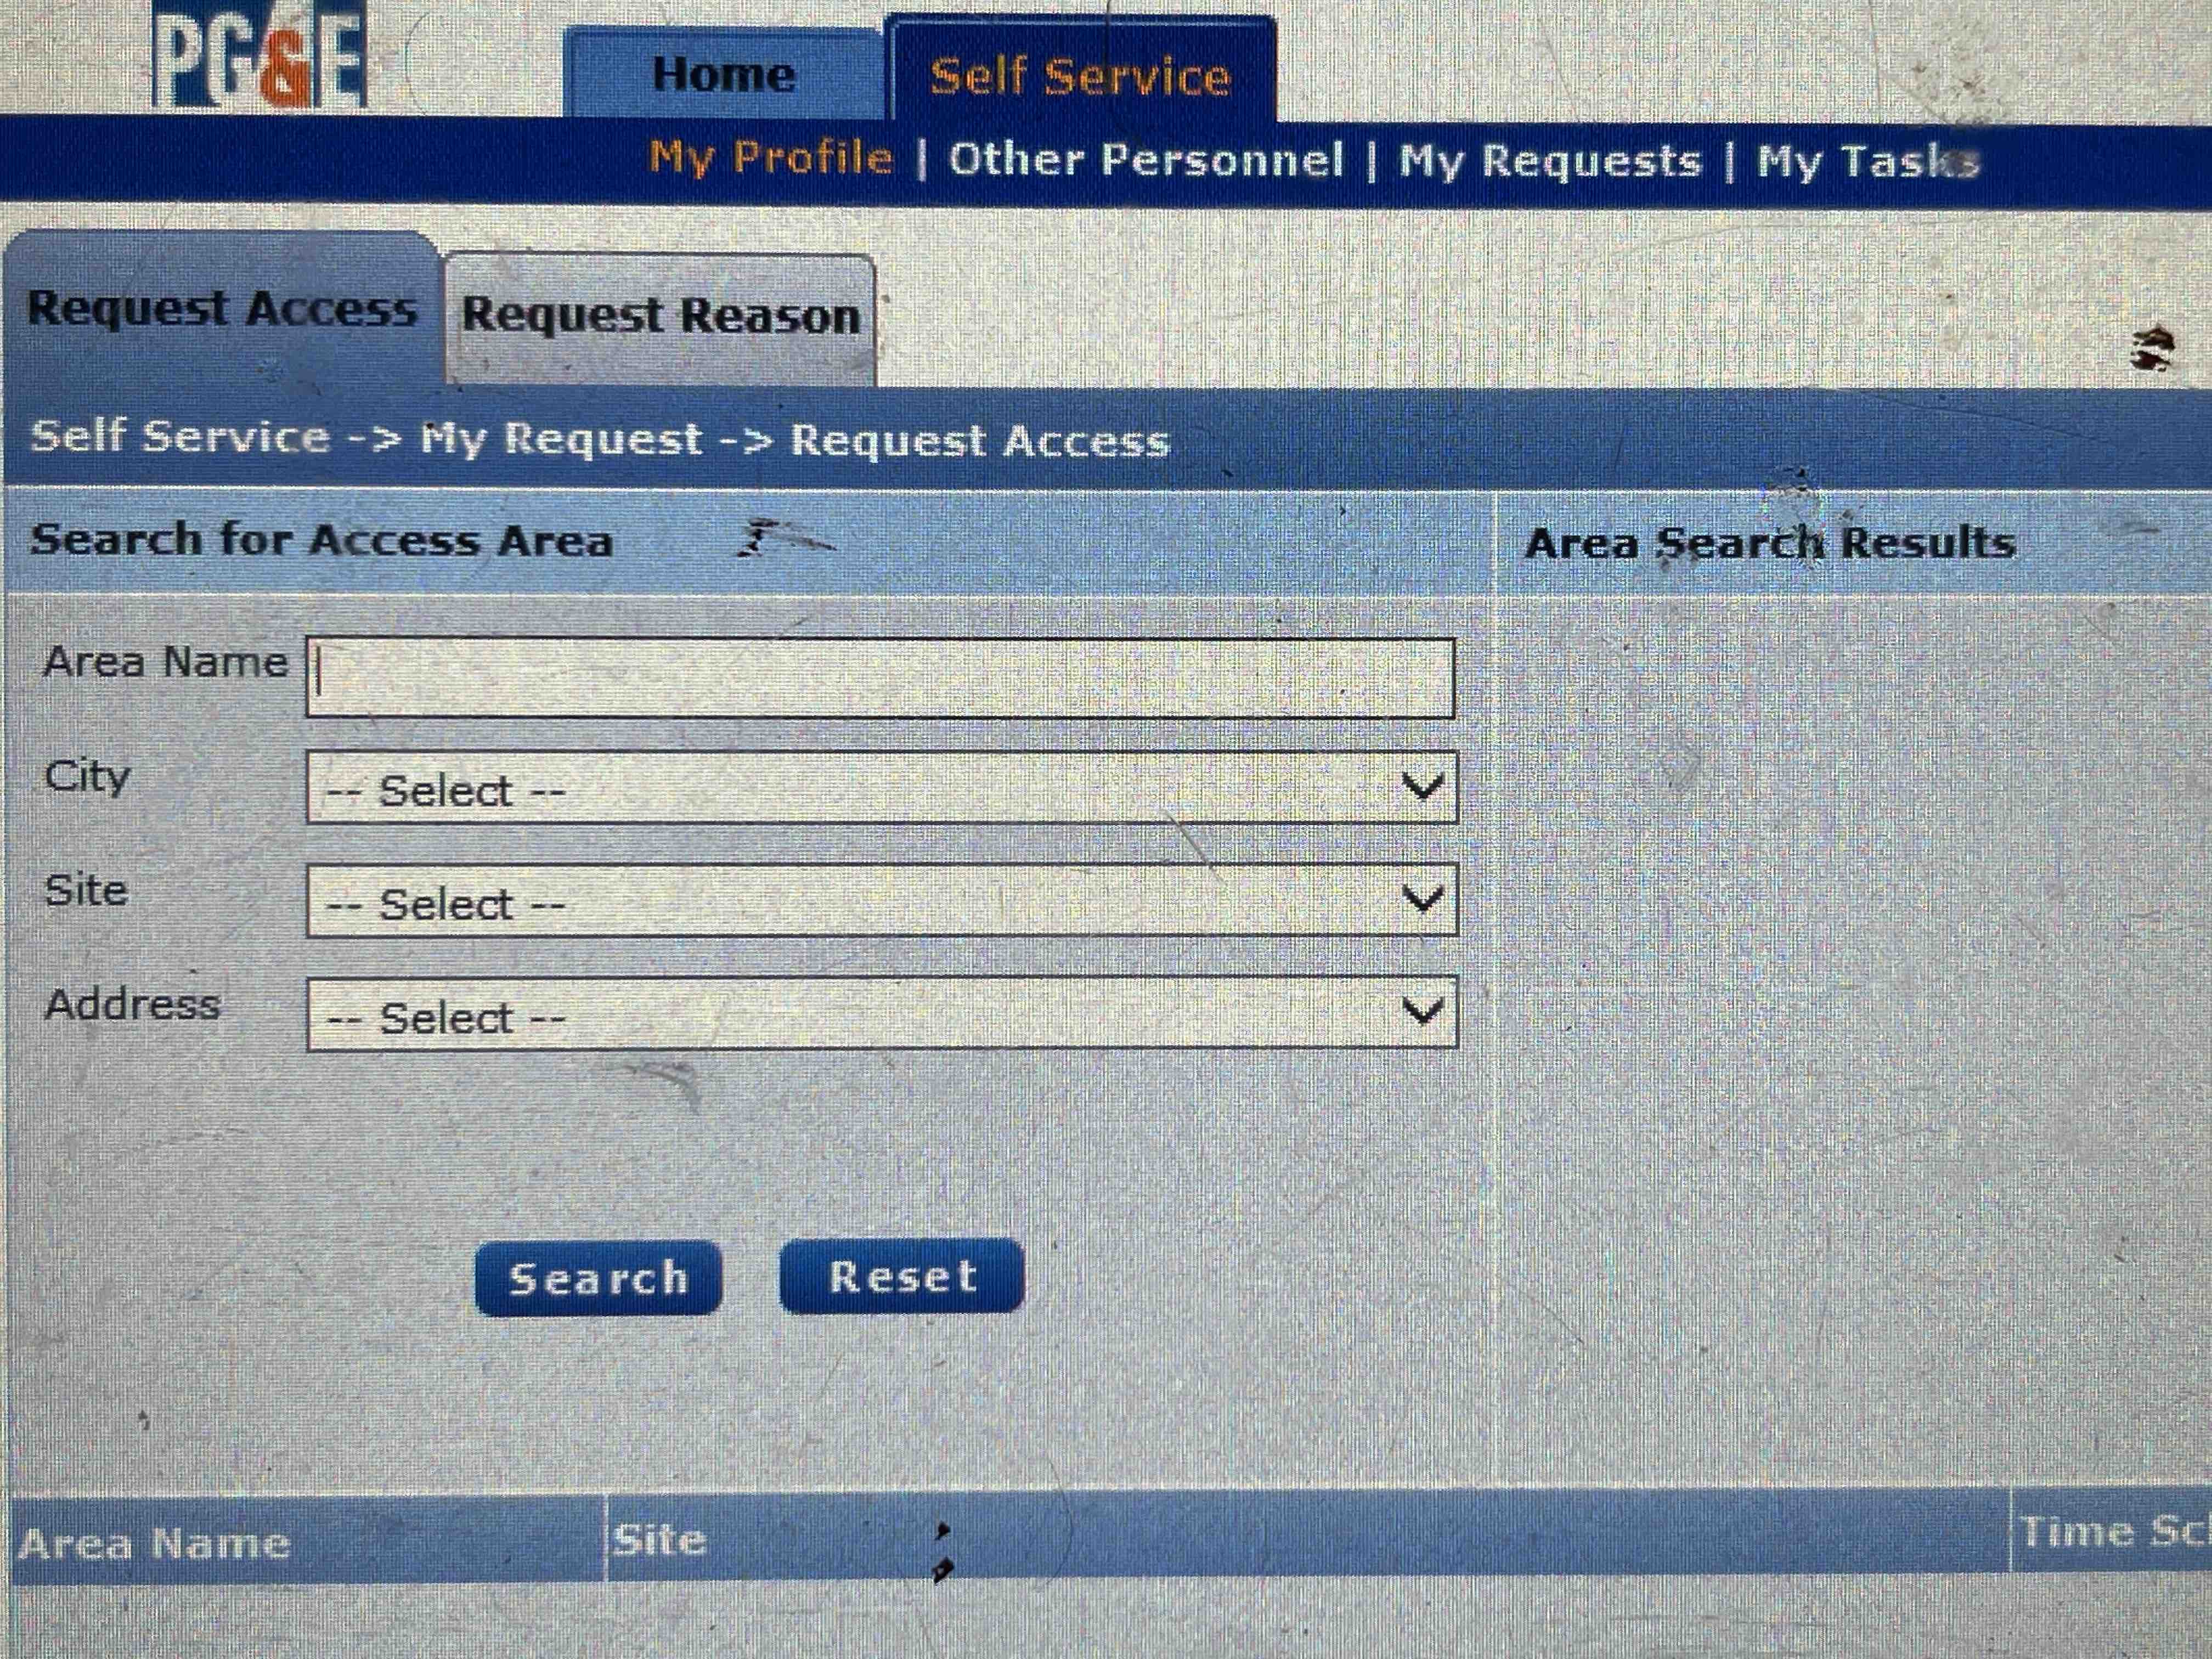 PG&E
Home Self Service
My Profile | Other Personnel | My Requests | My Tasks
Request Access Request Reason
Self Service -> My Request -> Request Access
Search for Access Area Area Search Results
Area Name
City -- Select --
Site -- Select --
Address -- Select --
Search Reset
Area Name Site Time Sc